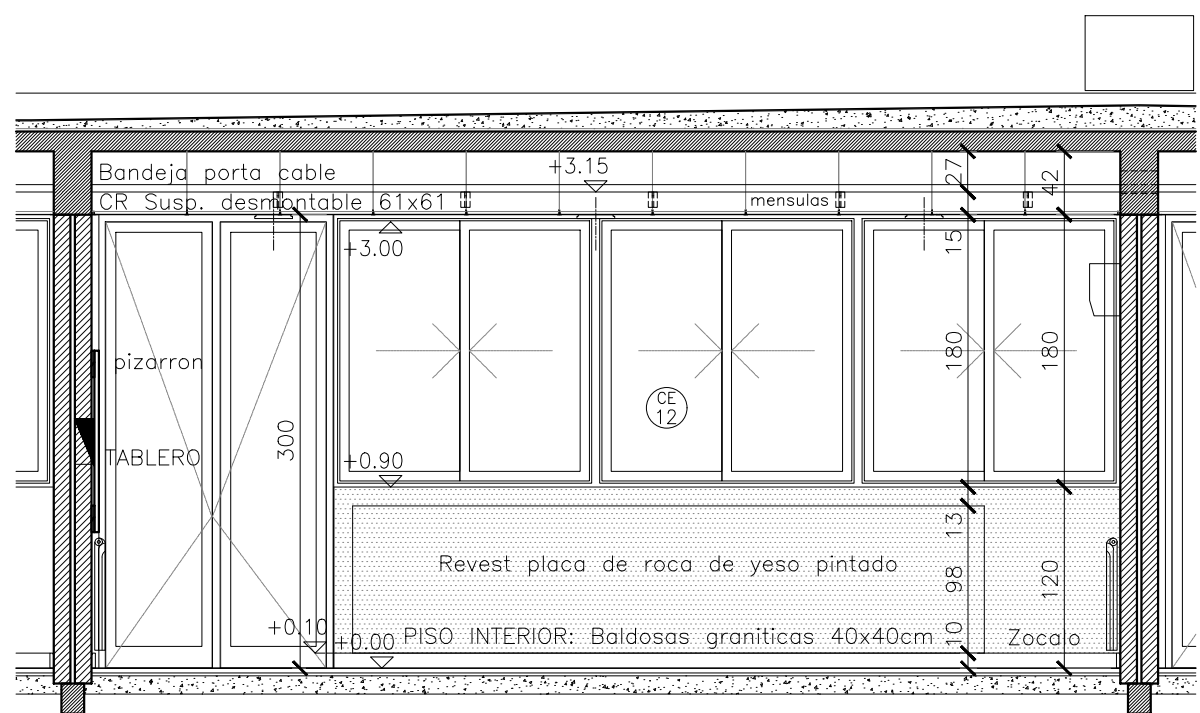 Bandeja porta cable
+3.15
27
42
CR Susp. desmontable 61x61
mensulas
+3.00
15
pizarron
180
180
CE
12
TABLERO
300
+0.90
13
Revest placa de roca de yeso pintado
98
120
+0.10
+0.00
PISO INTERIOR: Baldosas graniticas 40x40cm
10
Zocalo